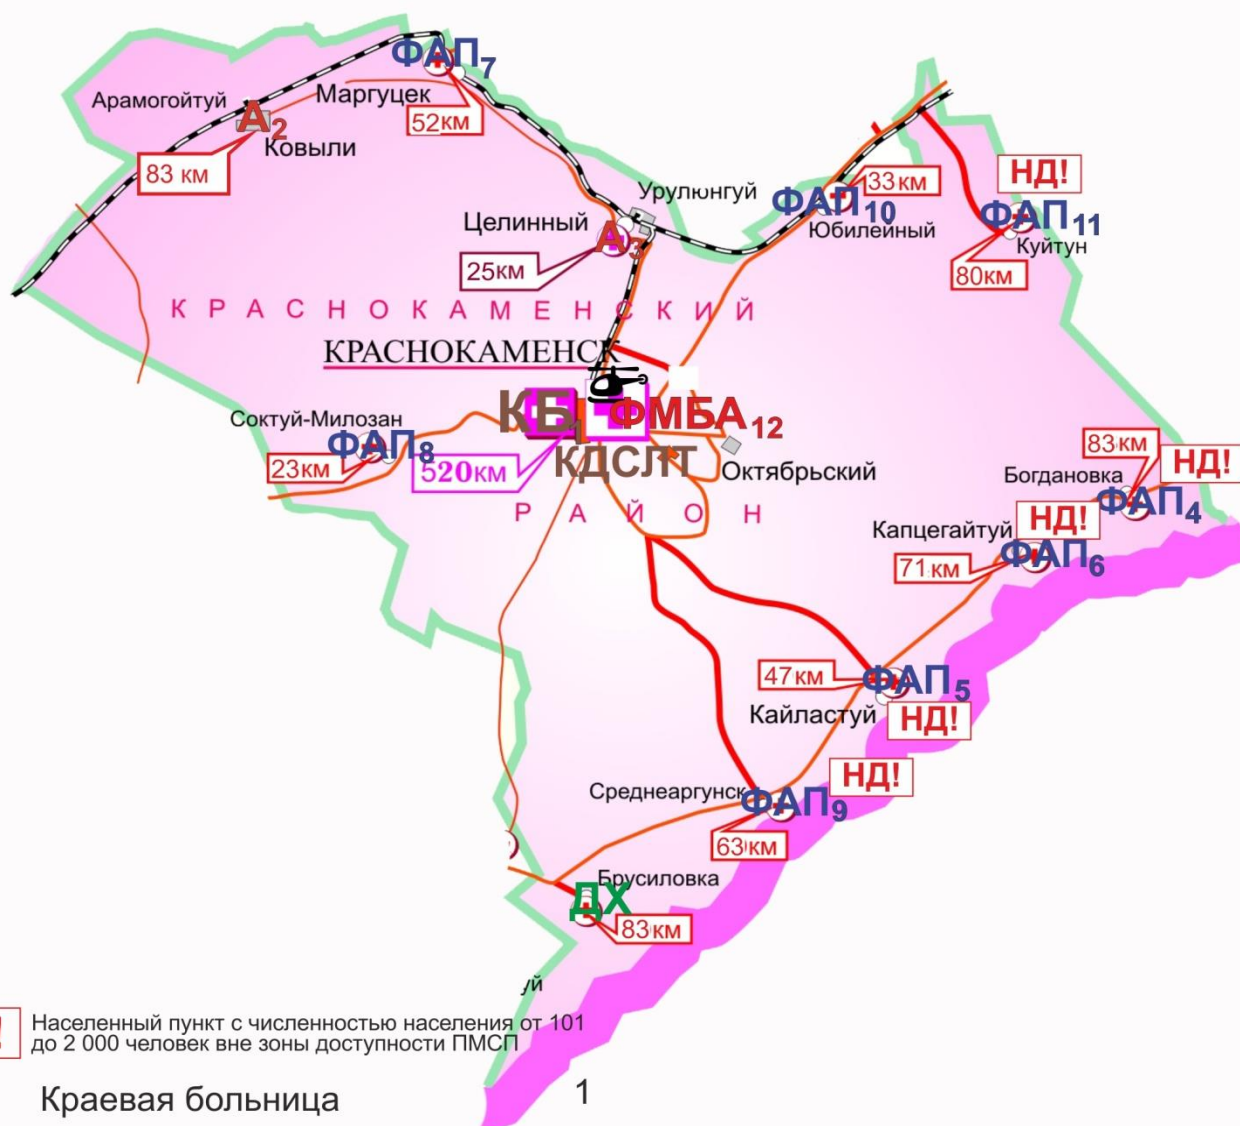 ФАП7
Арамогойтуй
Маргуцек
А2
52км
Ковыли
83 км
НД!
Урулюнгуй
33км
ФАП10
ФАП11
Целинный
Юбилейный
А3
Куйтун
25км
80км
КРАСНОКАМЕНСКИЙ
КРАСНОКАМЕНСК
КБ1
ФМБА12
Соктуй-Милозан
ФАП8
83км
НД!
23км
520км
КДСЛТ
Октябрьский
Богдановка
ФАП4
РАЙОН
НД!
Капцегайтуй
ФАП6
71км
47км
ФАП5
Кайластуй
НД!
НД!
Среднеаргунск
ФАП9
63км
Брусиловка
ДХ
83км
уй
! Населенный пункт с численностью населения от 101
до 2 000 человек вне зоны доступности ПМСП
Краевая больница 1